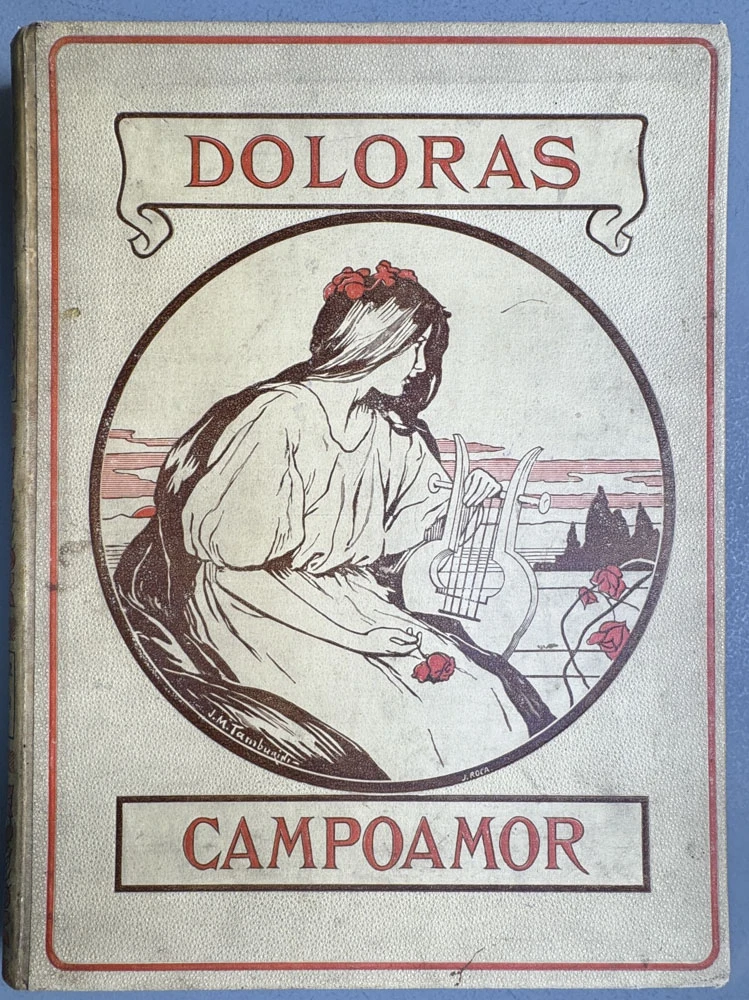 DOLORAS
J. M. Tamburini
J. ROCA
CAMPOAMOR